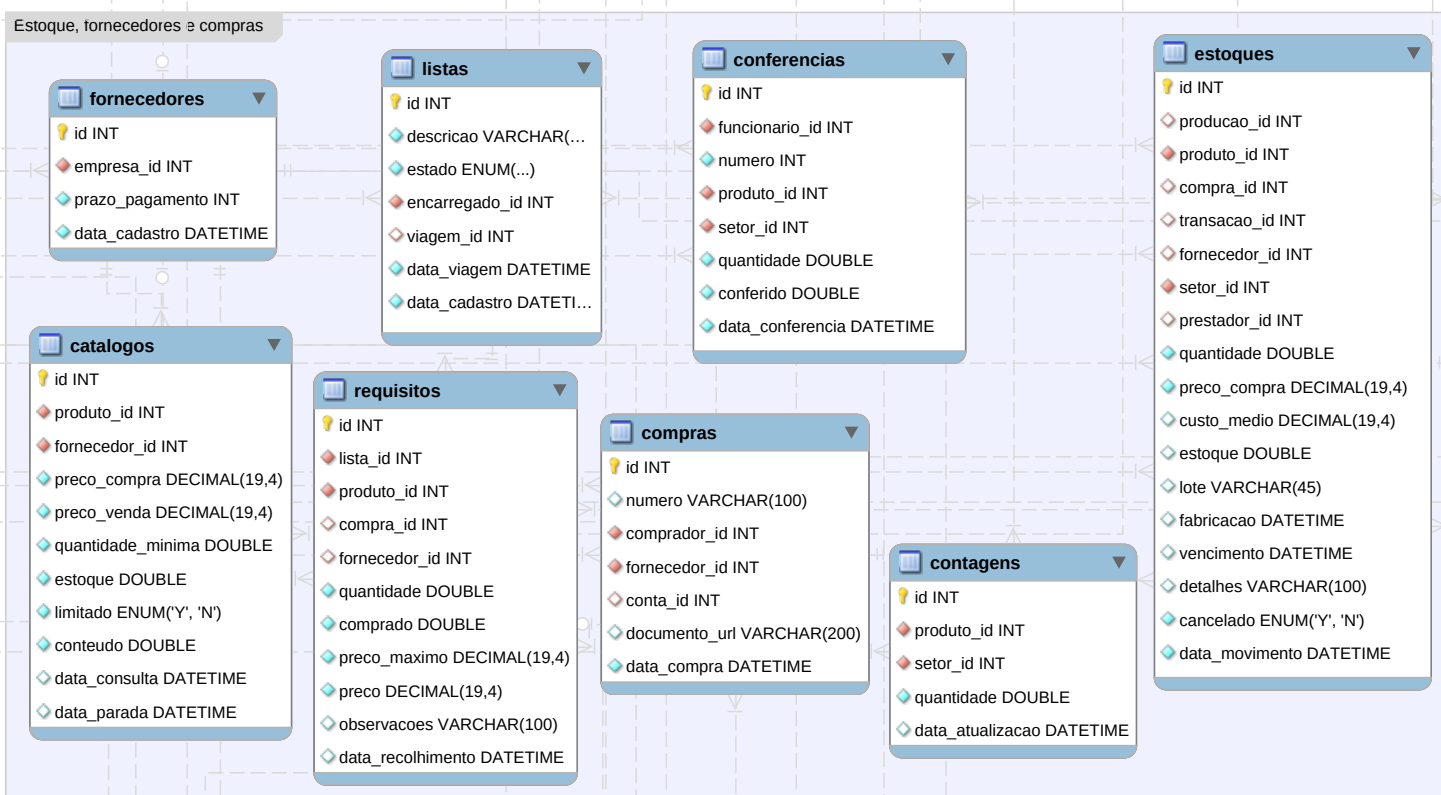 Estoque, fornecedores e compras
fornecedores
id INT
empresa_id INT
prazo_pagamento INT
data_cadastro DATETIME
listas
id INT
descricao VARCHAR(…
estado ENUM(...)
encarregado_id INT
viagem_id INT
data_viagem DATETIME
data_cadastro DATETI…
conferencias
id INT
funcionario_id INT
numero INT
produto_id INT
setor_id INT
quantidade DOUBLE
conferido DOUBLE
data_conferencia DATETIME
estoques
id INT
producao_id INT
produto_id INT
compra_id INT
transacao_id INT
fornecedor_id INT
setor_id INT
prestador_id INT
quantidade DOUBLE
preco_compra DECIMAL(19,4)
custo_medio DECIMAL(19,4)
estoque DOUBLE
lote VARCHAR(45)
fabricacao DATETIME
vencimento DATETIME
detalhes VARCHAR(100)
cancelado ENUM('Y', 'N')
data_movimento DATETIME
catalogos
id INT
produto_id INT
fornecedor_id INT
preco_compra DECIMAL(19,4)
preco_venda DECIMAL(19,4)
quantidade_minima DOUBLE
estoque DOUBLE
limitado ENUM('Y', 'N')
conteudo DOUBLE
data_consulta DATETIME
data_parada DATETIME
requisitos
id INT
lista_id INT
produto_id INT
compra_id INT
fornecedor_id INT
quantidade DOUBLE
comprado DOUBLE
preco_maximo DECIMAL(19,4)
preco DECIMAL(19,4)
observacoes VARCHAR(100)
data_recolhimento DATETIME
compras
id INT
numero VARCHAR(100)
comprador_id INT
fornecedor_id INT
conta_id INT
documento_url VARCHAR(200)
data_compra DATETIME
contagens
id INT
produto_id INT
setor_id INT
quantidade DOUBLE
data_atualizacao DATETIME